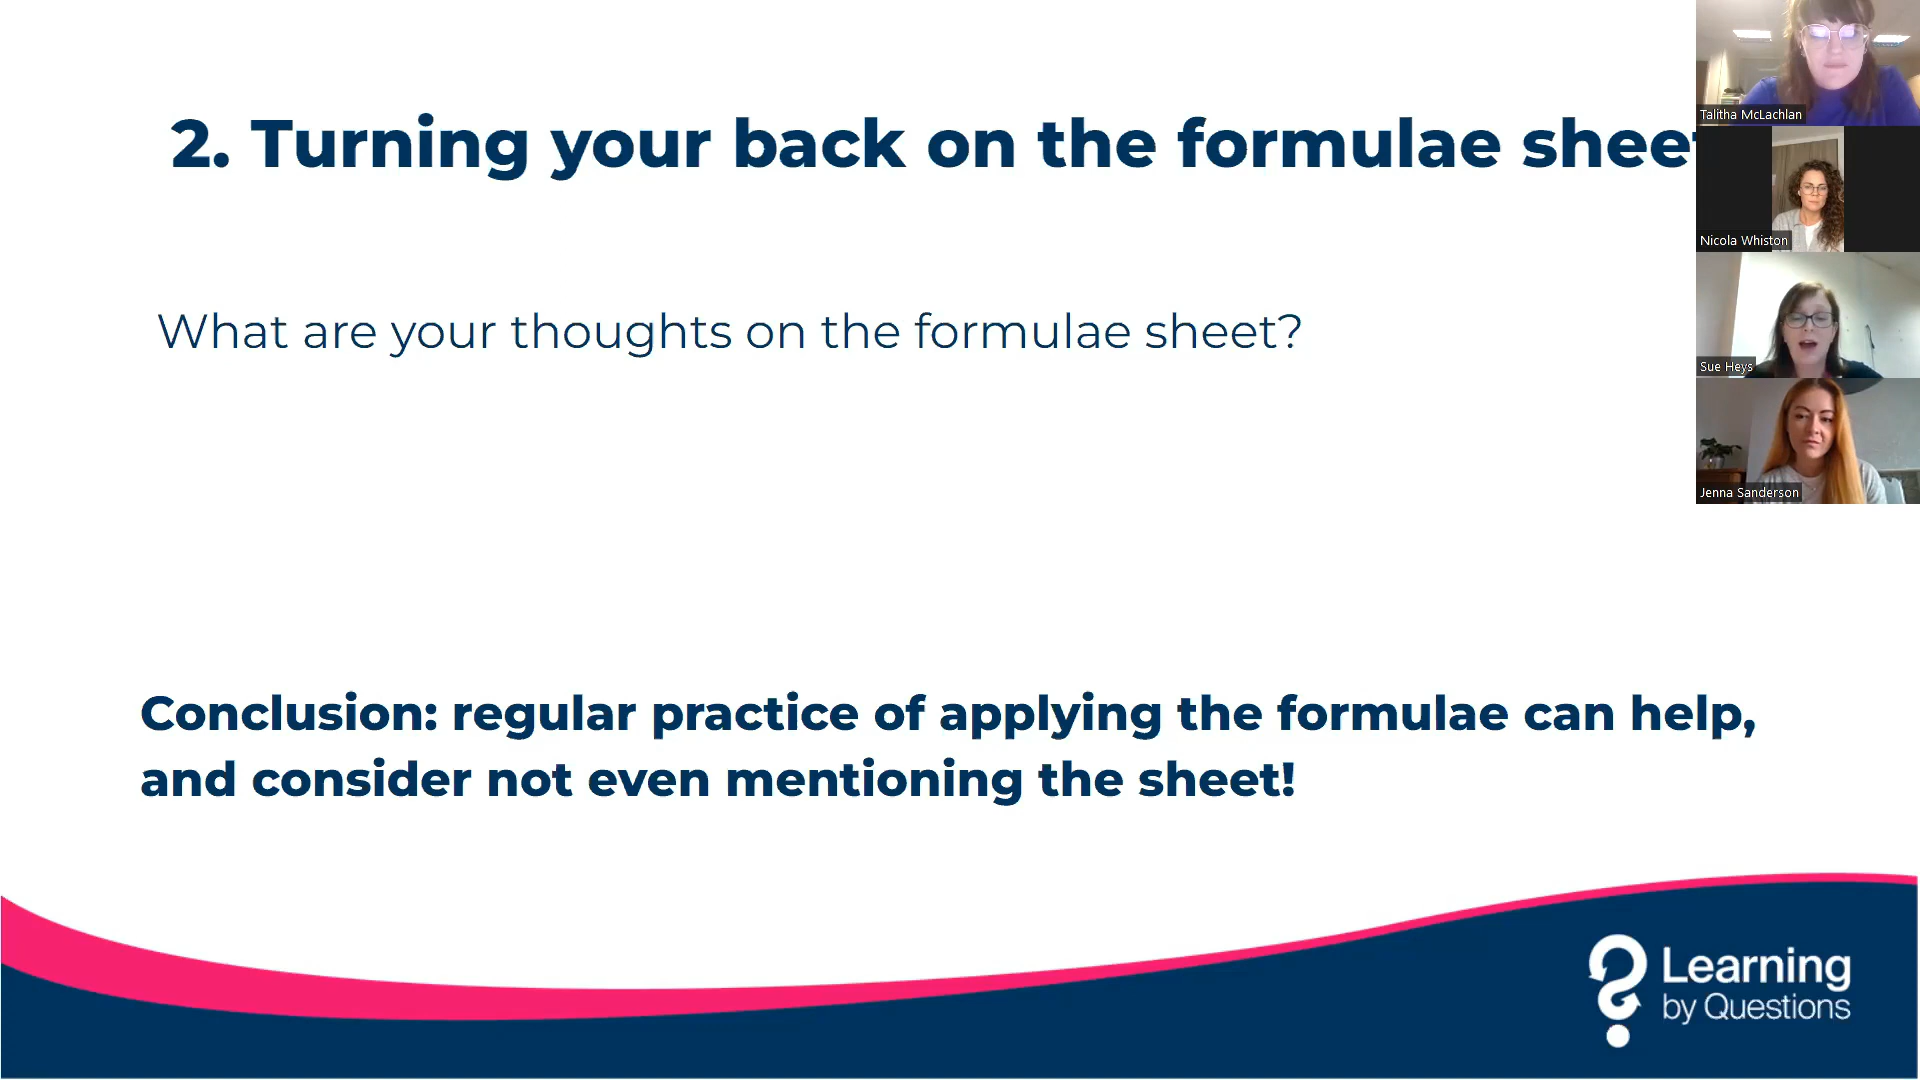 2. Turning your back on the formulae sheet
Talitha McLachlan
Nicola Whiston
What are your thoughts on the formulae sheet?
Sue Heys
Jenna Sanderson
Conclusion: regular practice of applying the formulae can help,
and consider not even mentioning the sheet!
Learning
by Questions